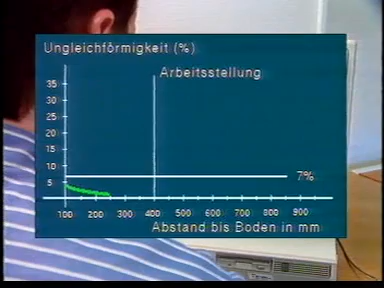 Ungleichförmigkeit (%)
Arbeitsstellung
35
30
25
20
15
10
7%
5
100 200 300 400 500 600 700 800 900
Abstand bis Boden in mm